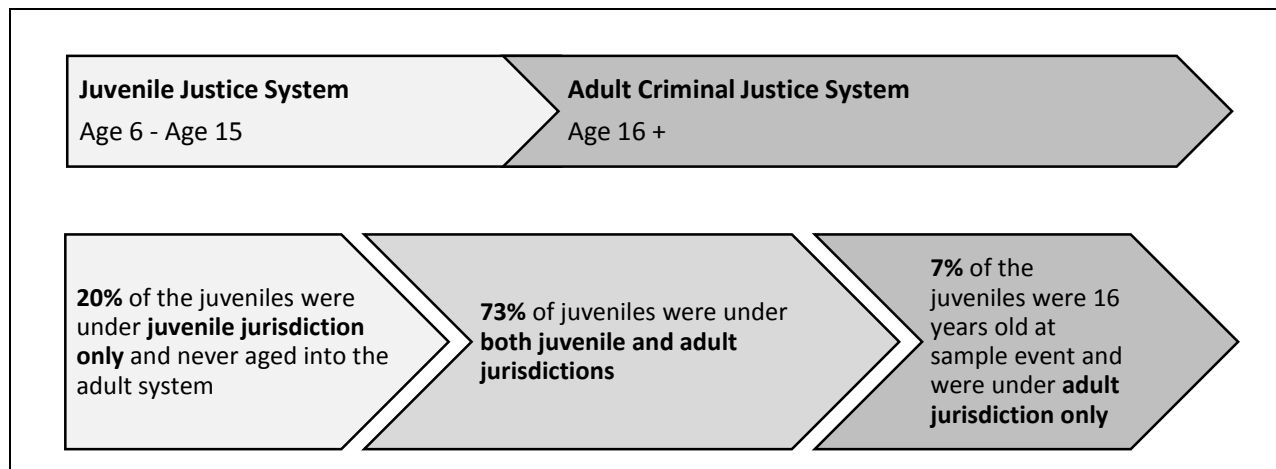 Juvenile Justice System
Age 6 - Age 15
Adult Criminal Justice System
Age 16 +
20% of the juveniles were
under juvenile jurisdiction
only and never aged into the
adult system
73% of juveniles were under
both juvenile and adult
jurisdictions
7% of the
juveniles were 16
years old at
sample event and
were under adult
jurisdiction only